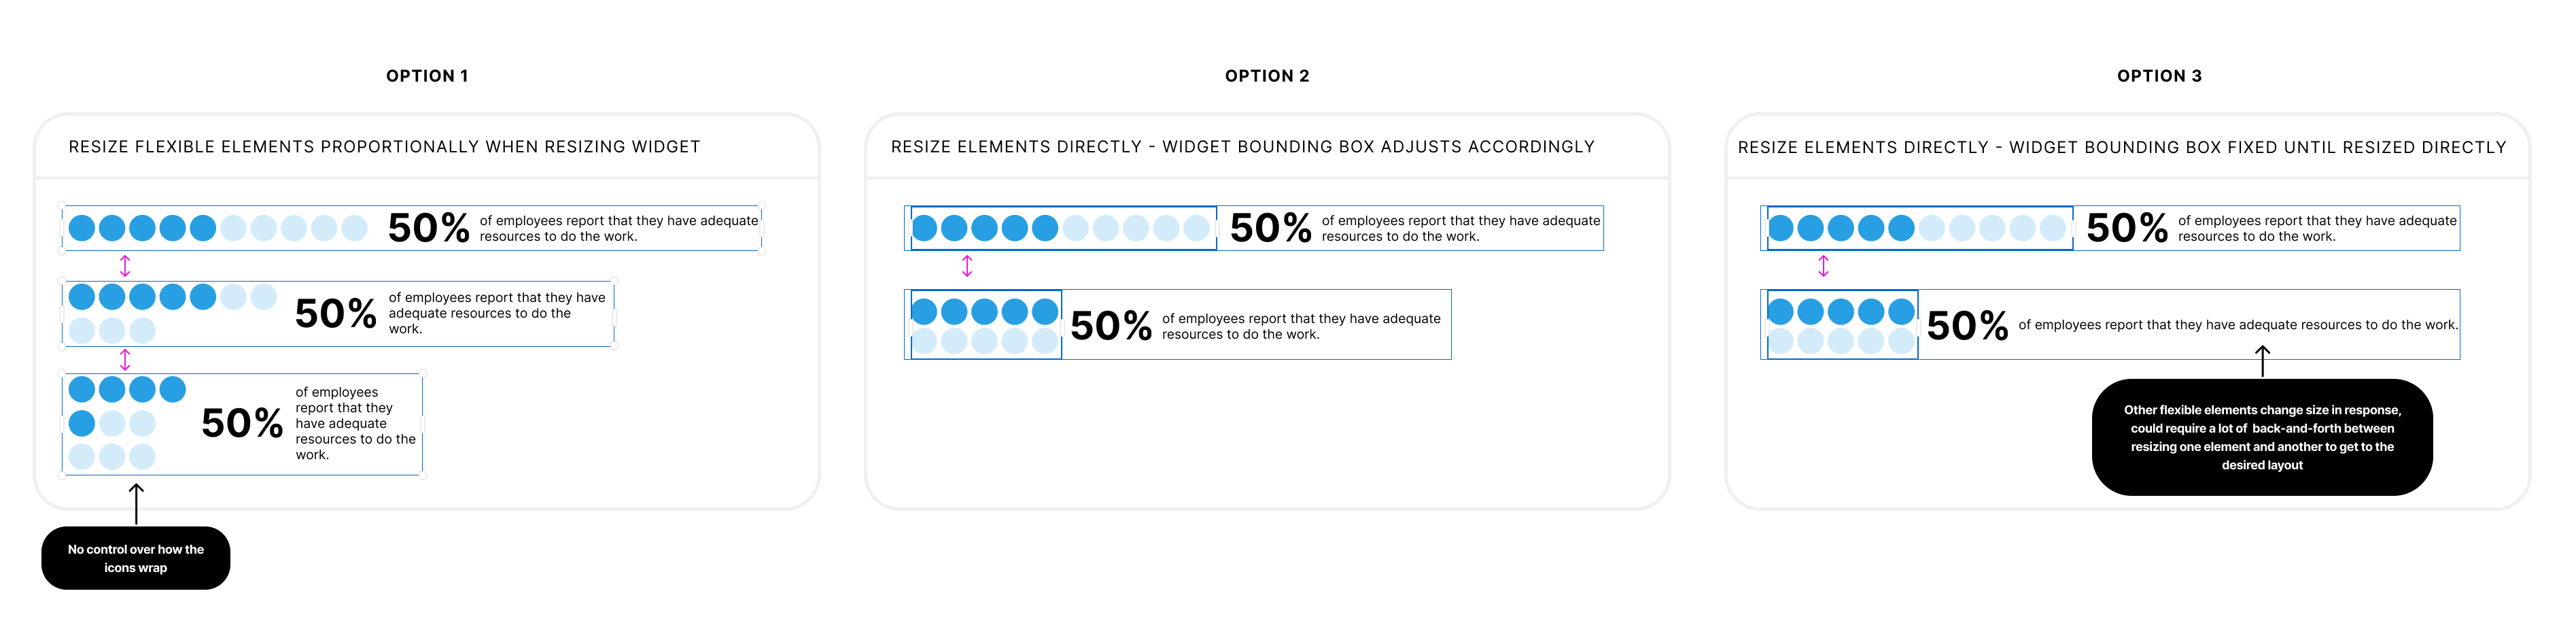 OPTION 1
RESIZE FLEXIBLE ELEMENTS PROPORTIONALLY WHEN RESIZING WIDGET
50%
of employees report that they have adequate
resources to do the work.
50%
of employees report that they have
adequate resources to do the
work.
50%
of employees
report that they
have adequate
resources to do the
work.
No control over how the
icons wrap
OPTION 2
RESIZE ELEMENTS DIRECTLY - WIDGET BOUNDING BOX ADJUSTS ACCORDINGLY
50%
of employees report that they have adequate
resources to do the work.
50%
of employees report that they have adequate
resources to do the work.
OPTION 3
RESIZE ELEMENTS DIRECTLY - WIDGET BOUNDING BOX FIXED UNTIL RESIZED DIRECTLY
50%
of employees report that they have adequate
resources to do the work.
50%
of employees report that they have adequate resources to do the work.
Other flexible elements change size in response,
could require a lot of back-and-forth between
resizing one element and another to get to the
desired layout